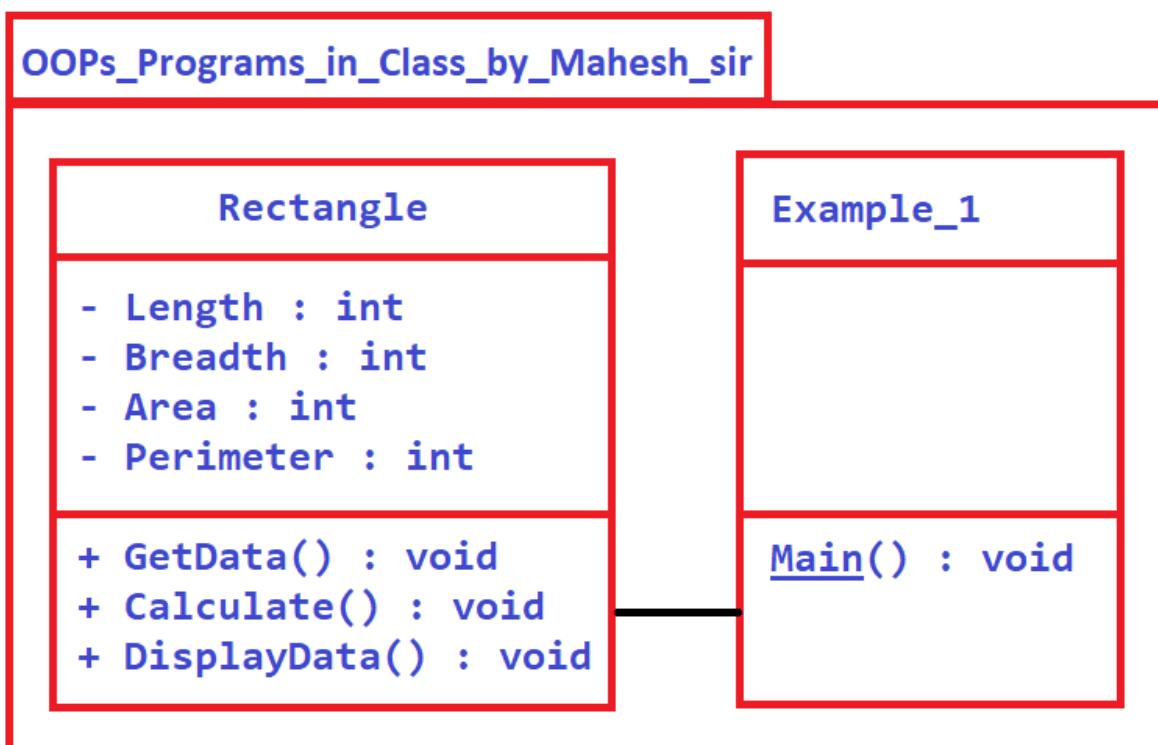 OOPs_Programs_in_Class_by_Mahesh_sir
Rectangle
- Length : int
- Breadth : int
- Area : int
- Perimeter : int
+ GetData() : void
+ Calculate() : void
+ DisplayData() : void
Example_1
Main() : void